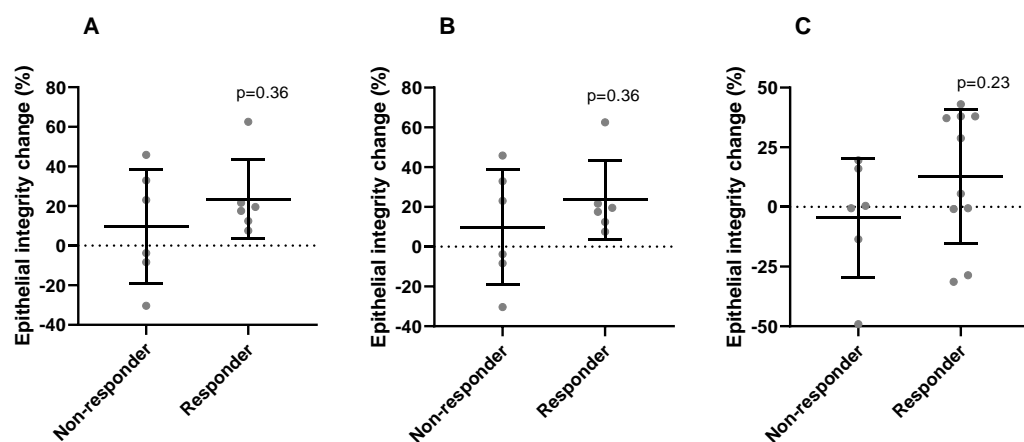 A
Epithelial integrity change (%)
80
60
40
20
0
-20
-40
p=0.36
Non-responder
Responder
B
Epithelial integrity change (%)
80
60
40
20
0
-20
-40
p=0.36
Non-responder
Responder
C
Epithelial integrity change (%)
50
25
0
-25
-50
p=0.23
Non-responder
Responder